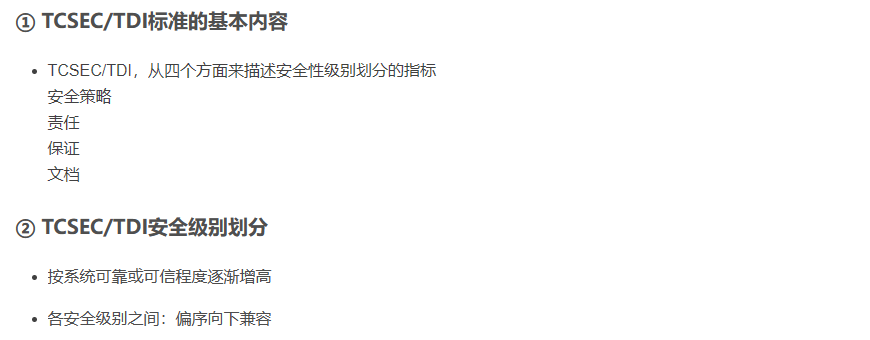 ① TCSEC/TDI标准的基本内容
• TCSEC/TDI，从四个方面来描述安全性级别划分的指标
安全策略
责任
保证
文档
② TCSEC/TDI安全级别划分
• 按系统可靠或可信程度逐渐增高
• 各安全级别之间：偏序向下兼容